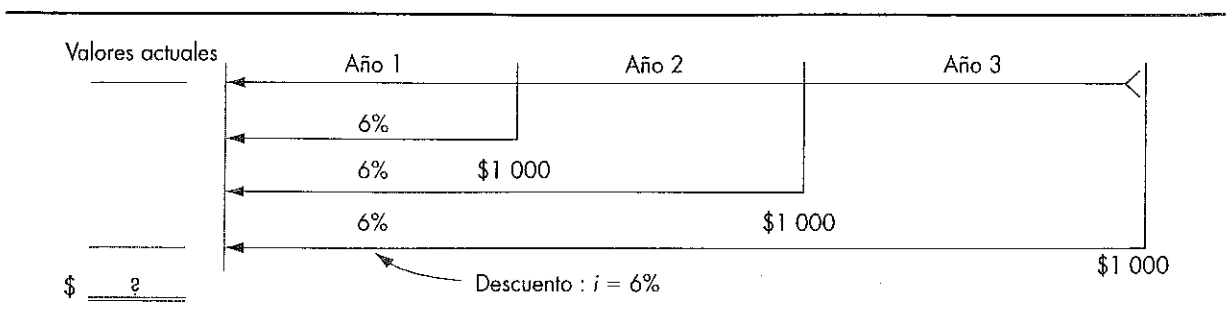 Valores actuales Año 1 Año 2 Año 3
6%
6% $1 000
6% $1 000
$1 000
$ ? Descuento : i = 6%